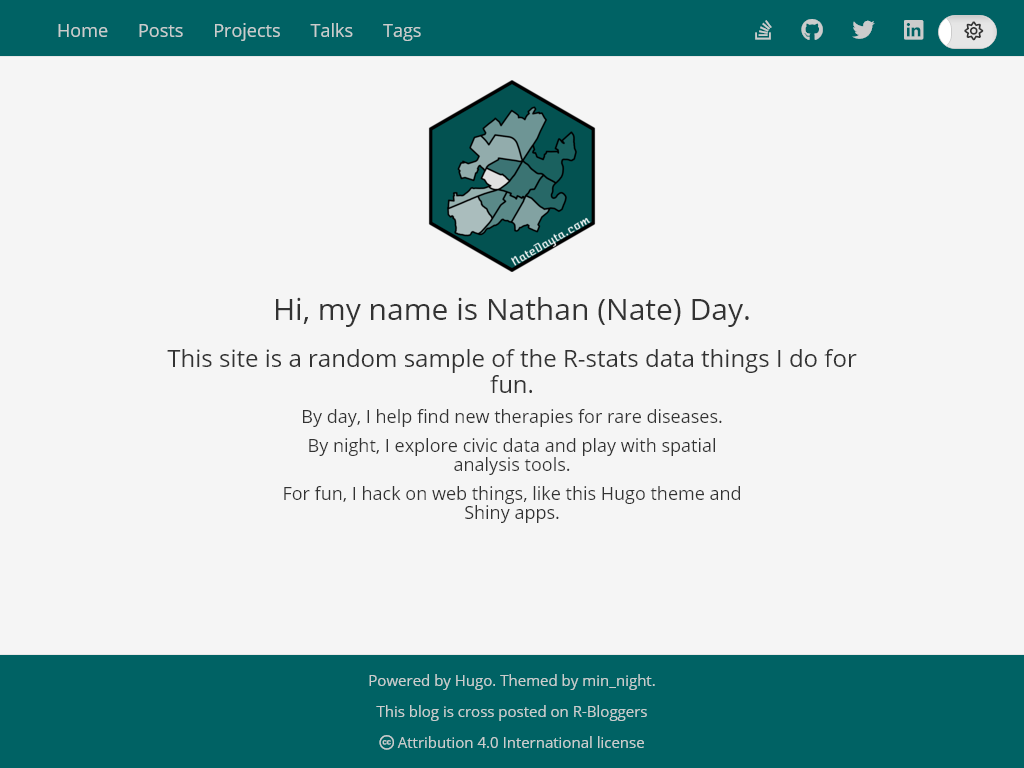 Home Posts Projects Talks Tags
NateDayta.com
Hi, my name is Nathan (Nate) Day.
This site is a random sample of the R-stats data things I do for
fun.
By day, I help find new therapies for rare diseases.
By night, I explore civic data and play with spatial
analysis tools.
For fun, I hack on web things, like this Hugo theme and
Shiny apps.
Powered by Hugo. Themed by min_night.
This blog is cross posted on R-Bloggers
Attribution 4.0 International license